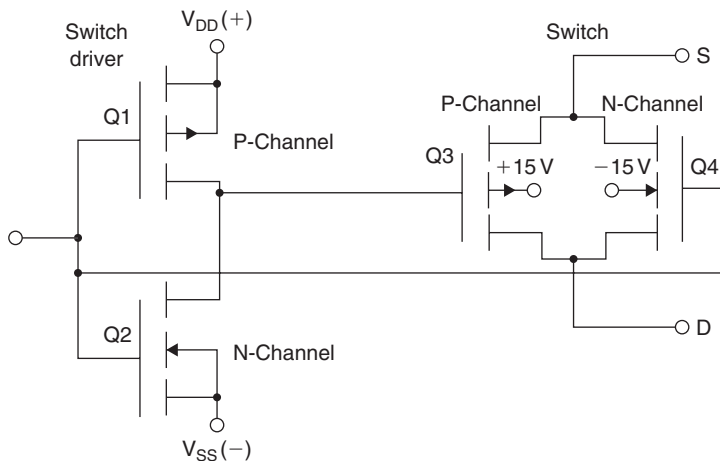 V_DD(+)
Switch
driver
Switch
S
Q1
P-Channel
P-Channel
N-Channel
Q3
+15 V
−15 V
Q4
Q2
N-Channel
D
V_SS(−)